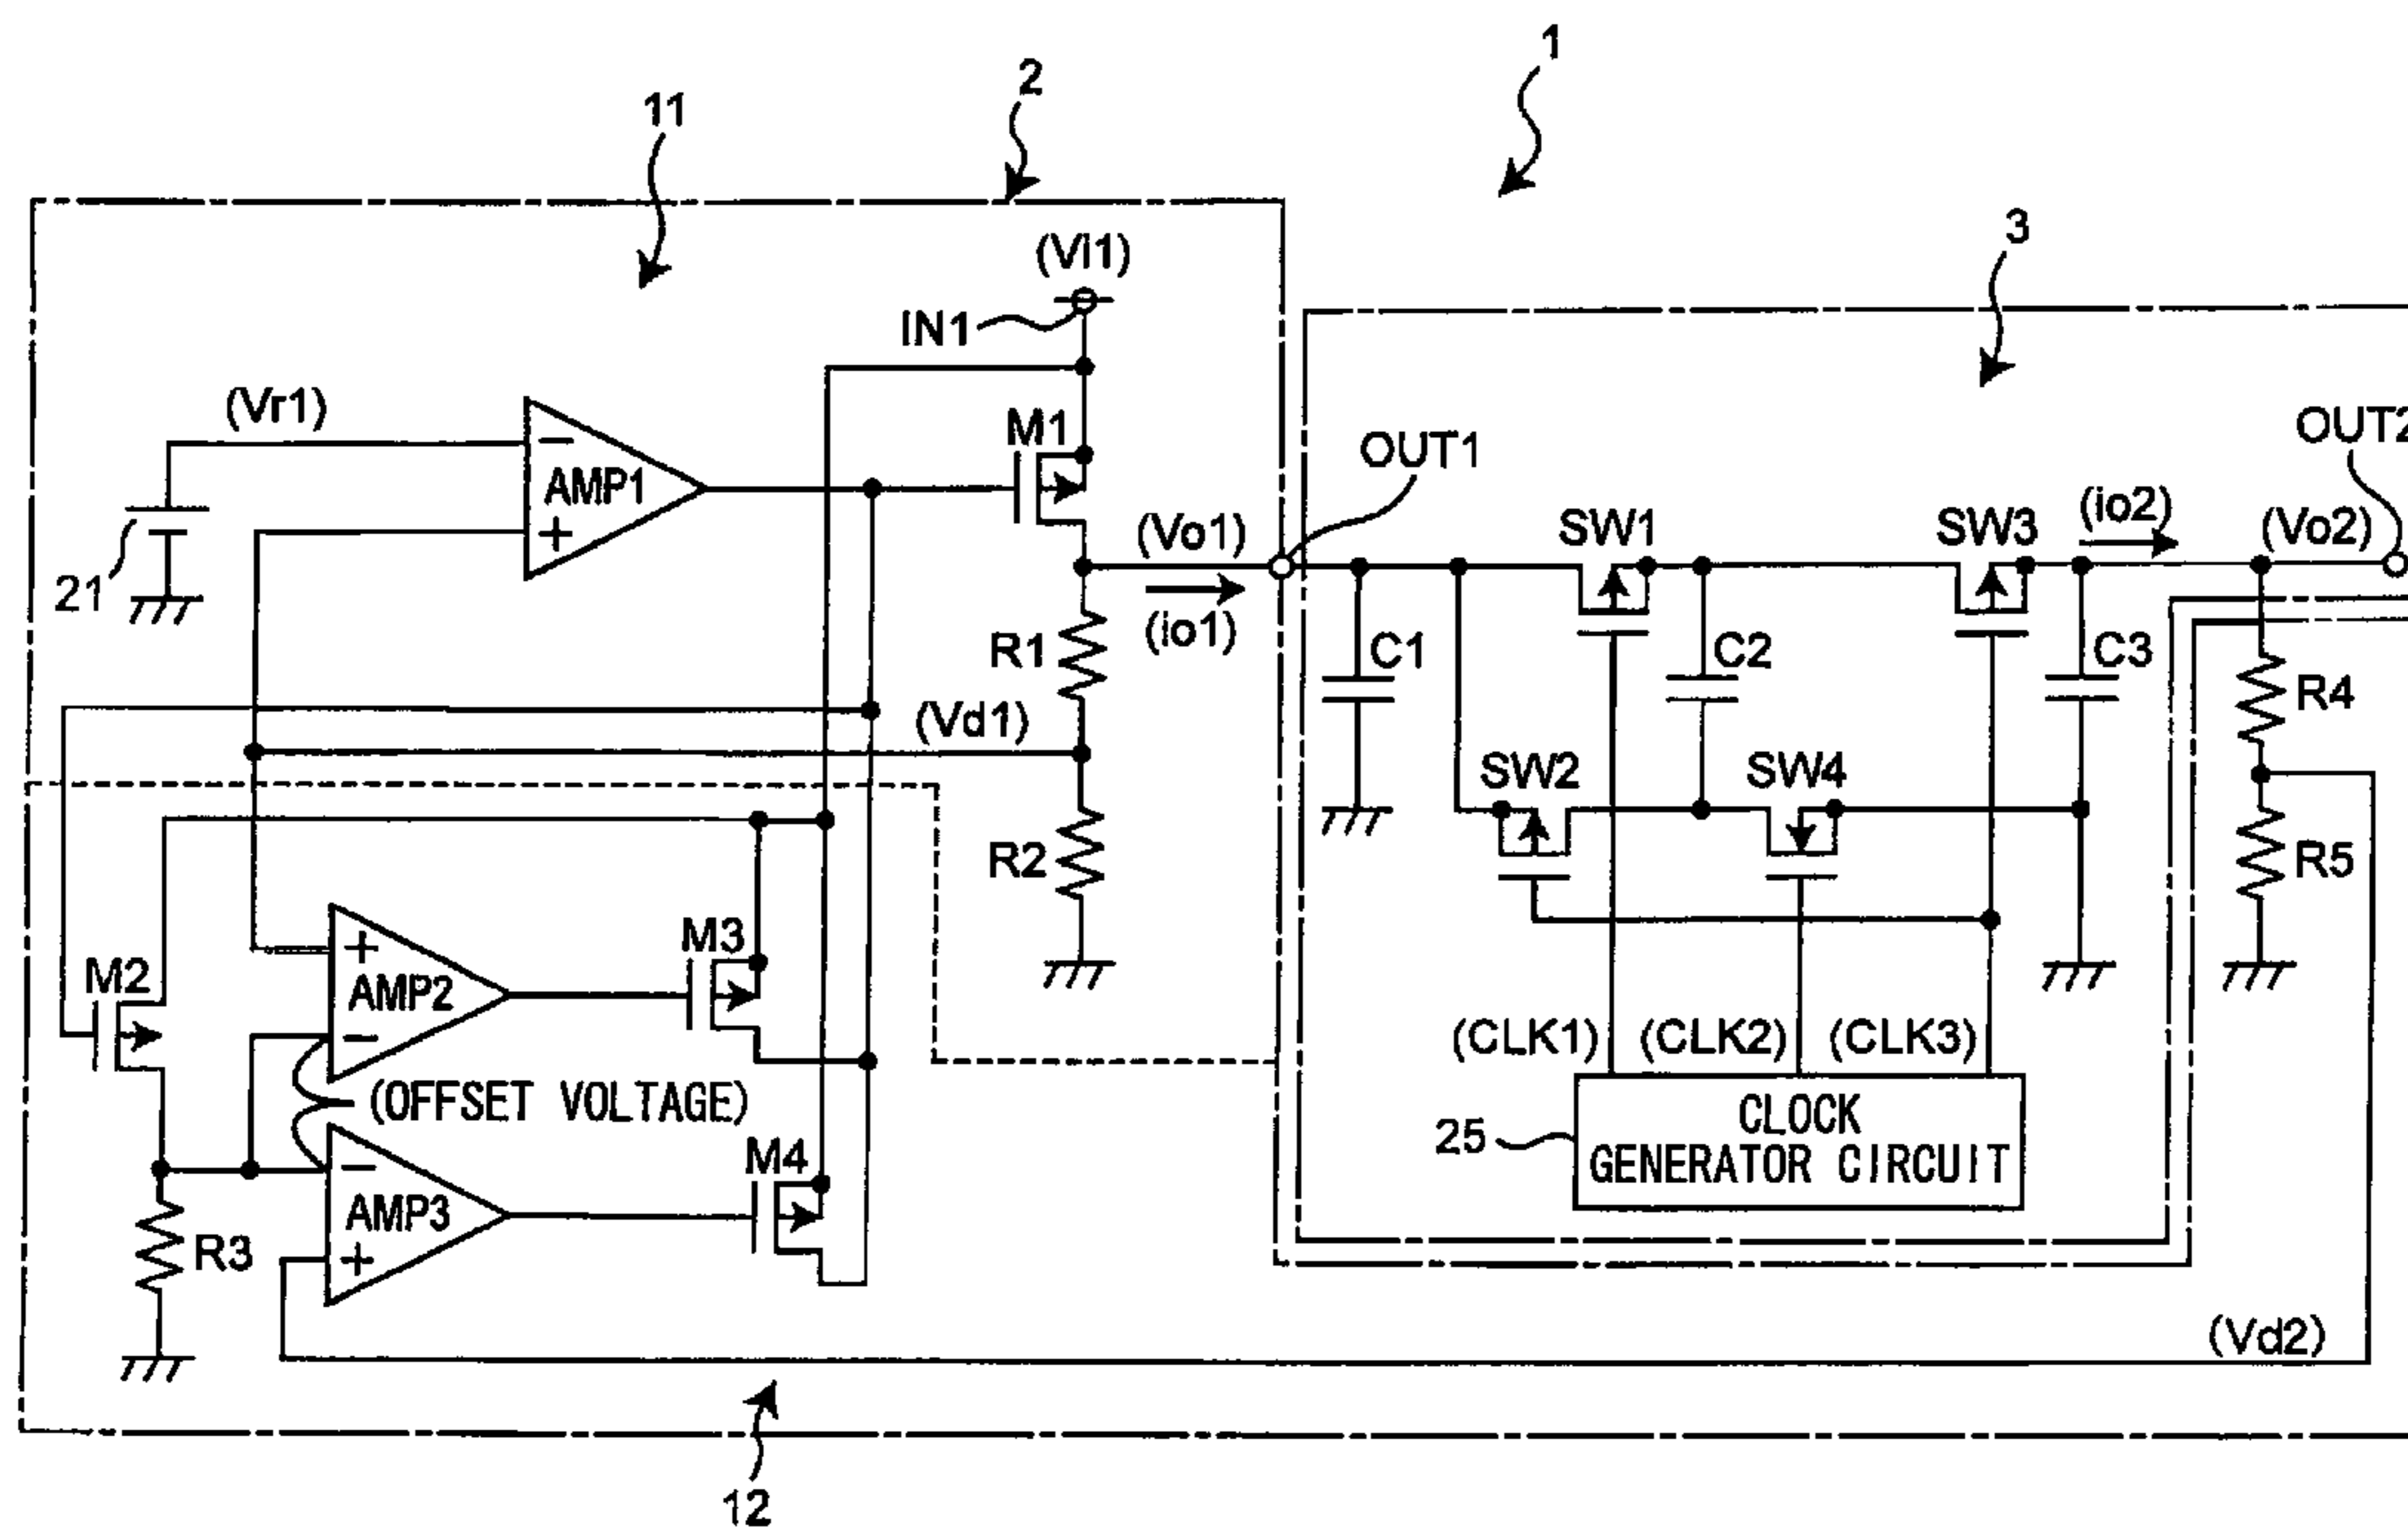 1
2
11
3
(Vi1)
IN1
(Vr1)
M1
OUT1
OUT2
AMP1
−
+
21
(Vo1)
(io1)
SW1
SW3
(io2)
(Vo2)
R1
C1
C2
C3
R4
(Vd1)
SW2
SW4
R2
R5
M3
M2
AMP2
+
−
(CLK1)
(CLK2)
(CLK3)
(OFFSET VOLTAGE)
CLOCK
GENERATOR CIRCUIT
25
M4
AMP3
−
+
R3
(Vd2)
12